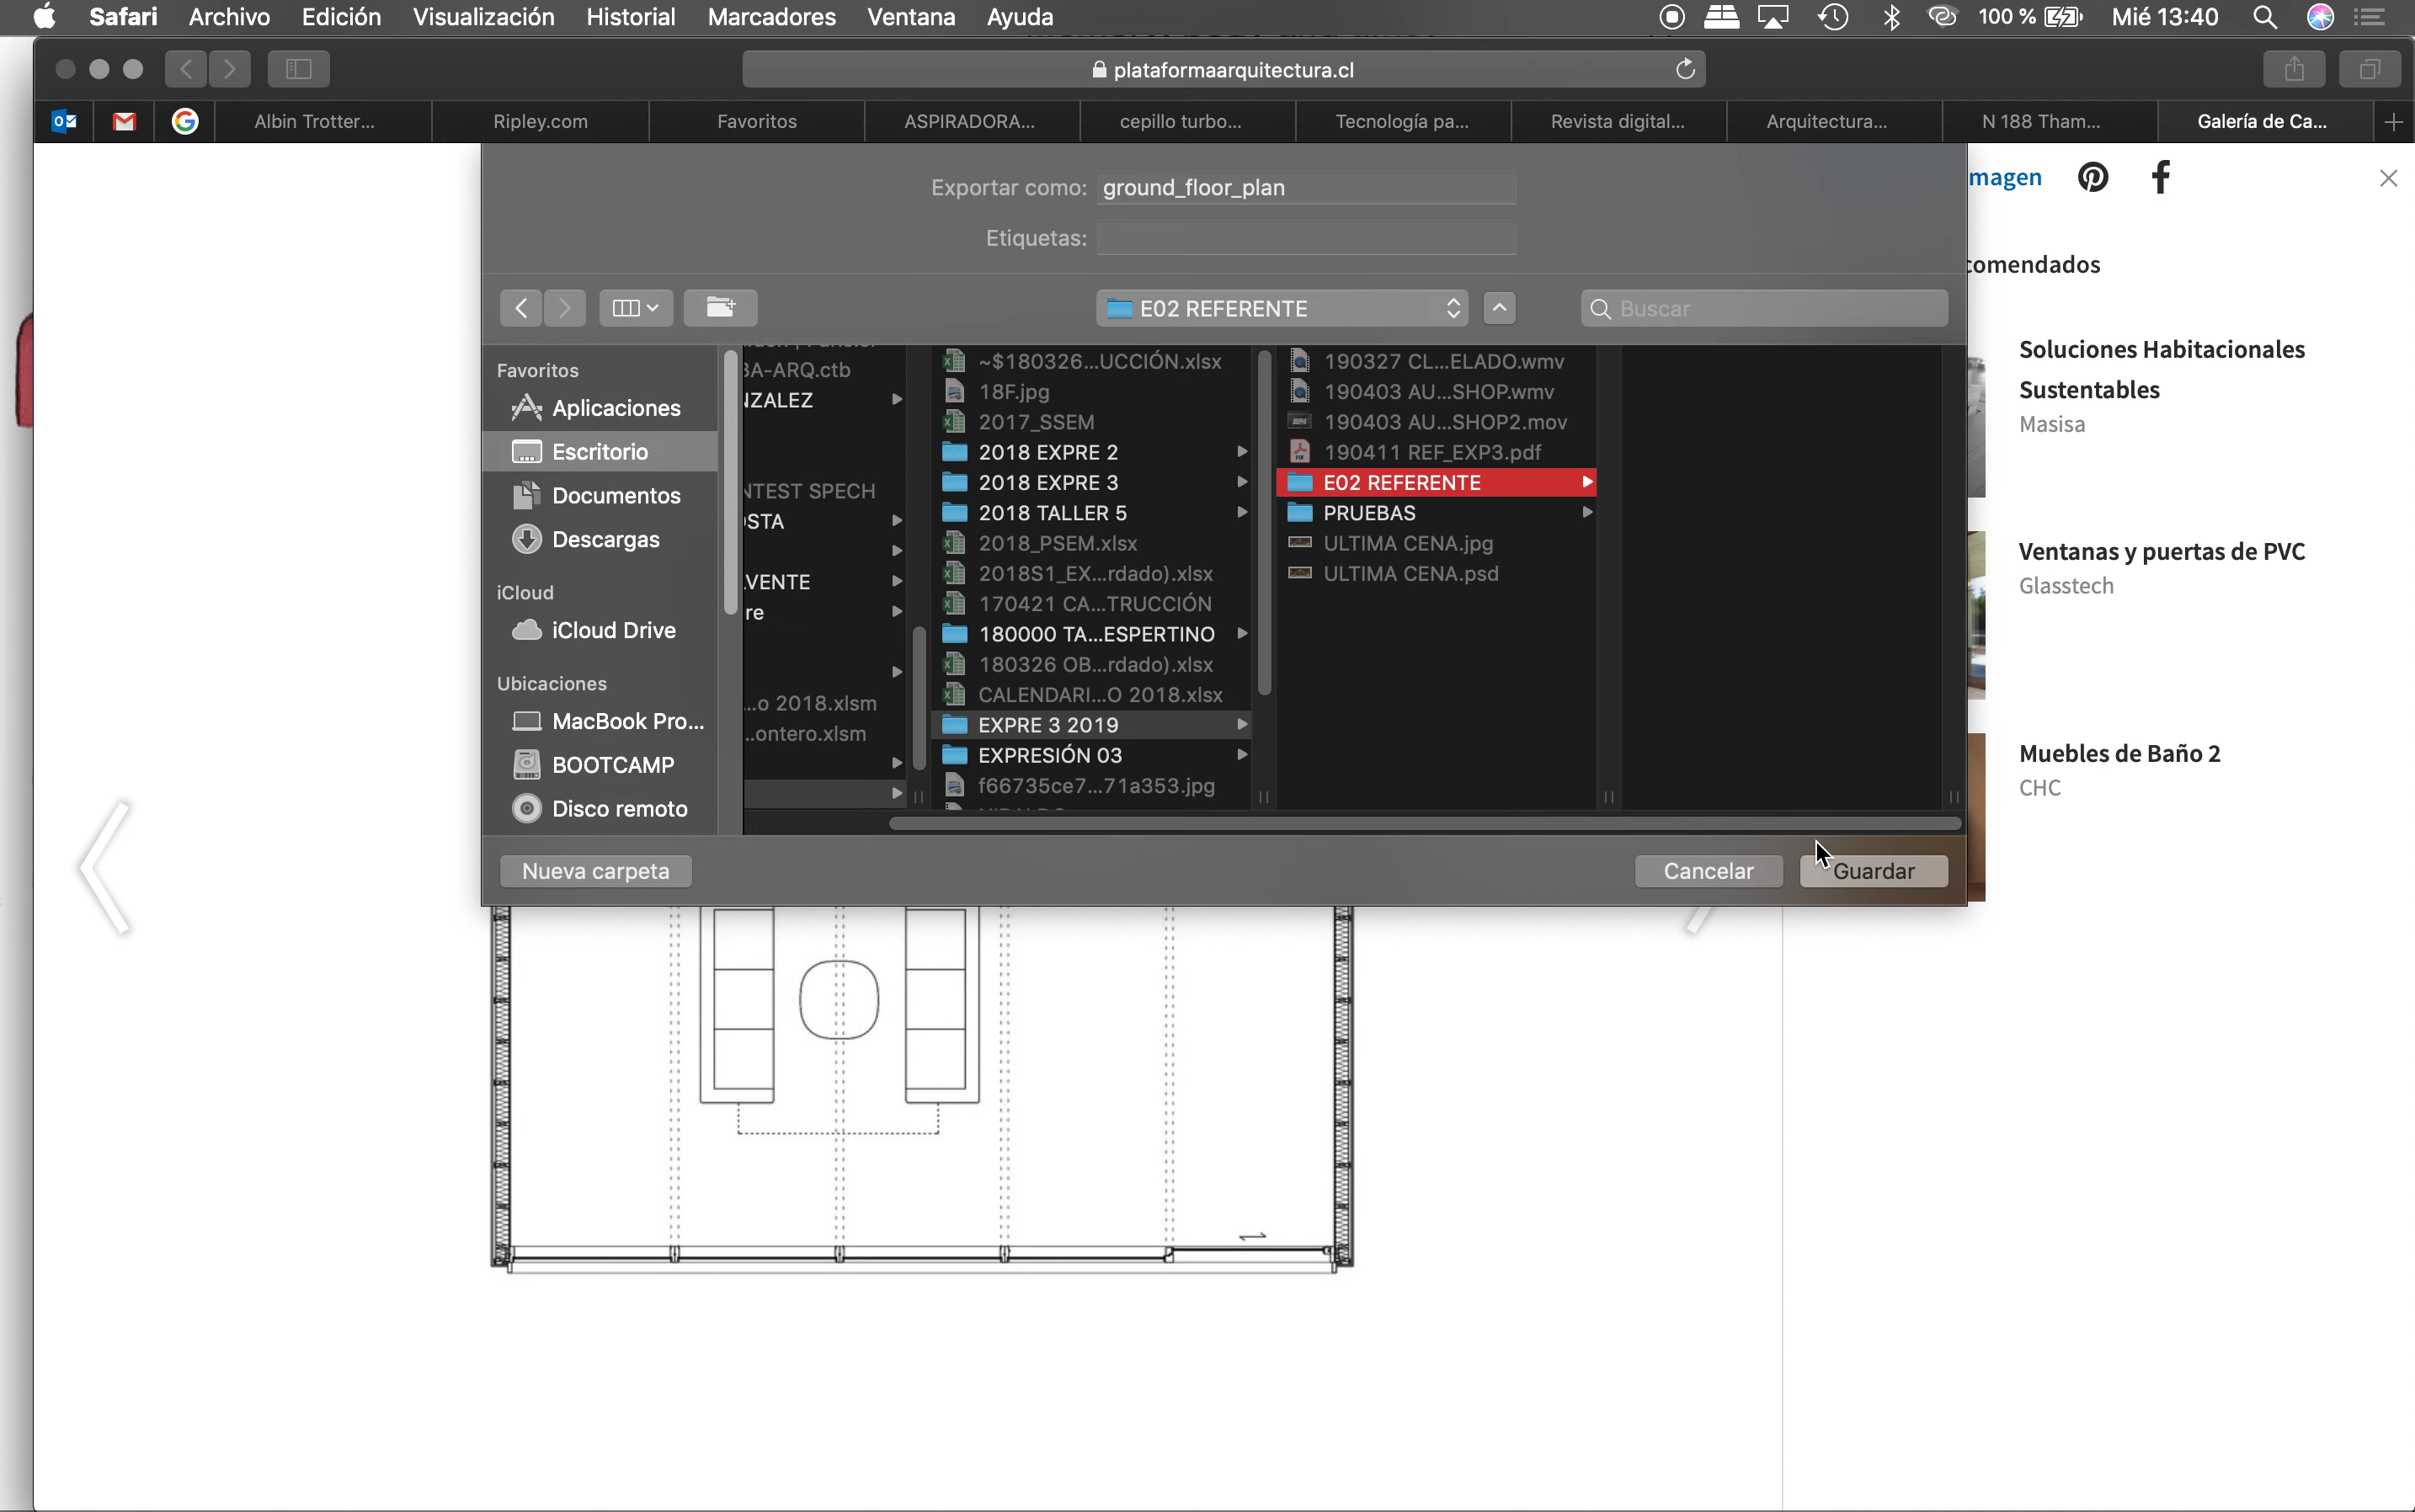 Safari Archivo Edición Visualización Historial Marcadores Ventana Ayuda 100 % Mié 13:40
plataformaarquitectura.cl
Albin Trotter... Ripley.com Favoritos ASPIRADORA... cepillo turbo... Tecnología pa... Revista digital... Arquitectura... N 188 Tham... Galería de Ca...
Exportar como: ground_floor_plan
Etiquetas:
E02 REFERENTE
Buscar
Favoritos
Aplicaciones
Escritorio
Documentos
Descargas
iCloud
iCloud Drive
Ubicaciones
MacBook Pro...
BOOTCAMP
Disco remoto
BA-ARQ.ctb
NZALEZ
NTEST SPECH
OSTA
LVENTE
re
...o 2018.xlsm
...ontero.xlsm
~$180326...UCCIÓN.xlsx
18F.jpg
2017_SSEM
2018 EXPRE 2
2018 EXPRE 3
2018 TALLER 5
2018_PSEM.xlsx
2018S1_EX...rdado).xlsx
170421 CA...TRUCCIÓN
180000 TA...ESPERTINO
180326 OB...rdado).xlsx
CALENDARI...O 2018.xlsx
EXPRE 3 2019
EXPRESIÓN 03
f66735ce7...71a353.jpg
190327 CL...ELADO.wmv
190403 AU...SHOP.wmv
190403 AU...SHOP2.mov
190411 REF_EXP3.pdf
E02 REFERENTE
PRUEBAS
ULTIMA CENA.jpg
ULTIMA CENA.psd
Nueva carpeta
Cancelar
Guardar
magen
comendados
Soluciones Habitacionales
Sustentables
Masisa
Ventanas y puertas de PVC
Glasstech
Muebles de Baño 2
CHC